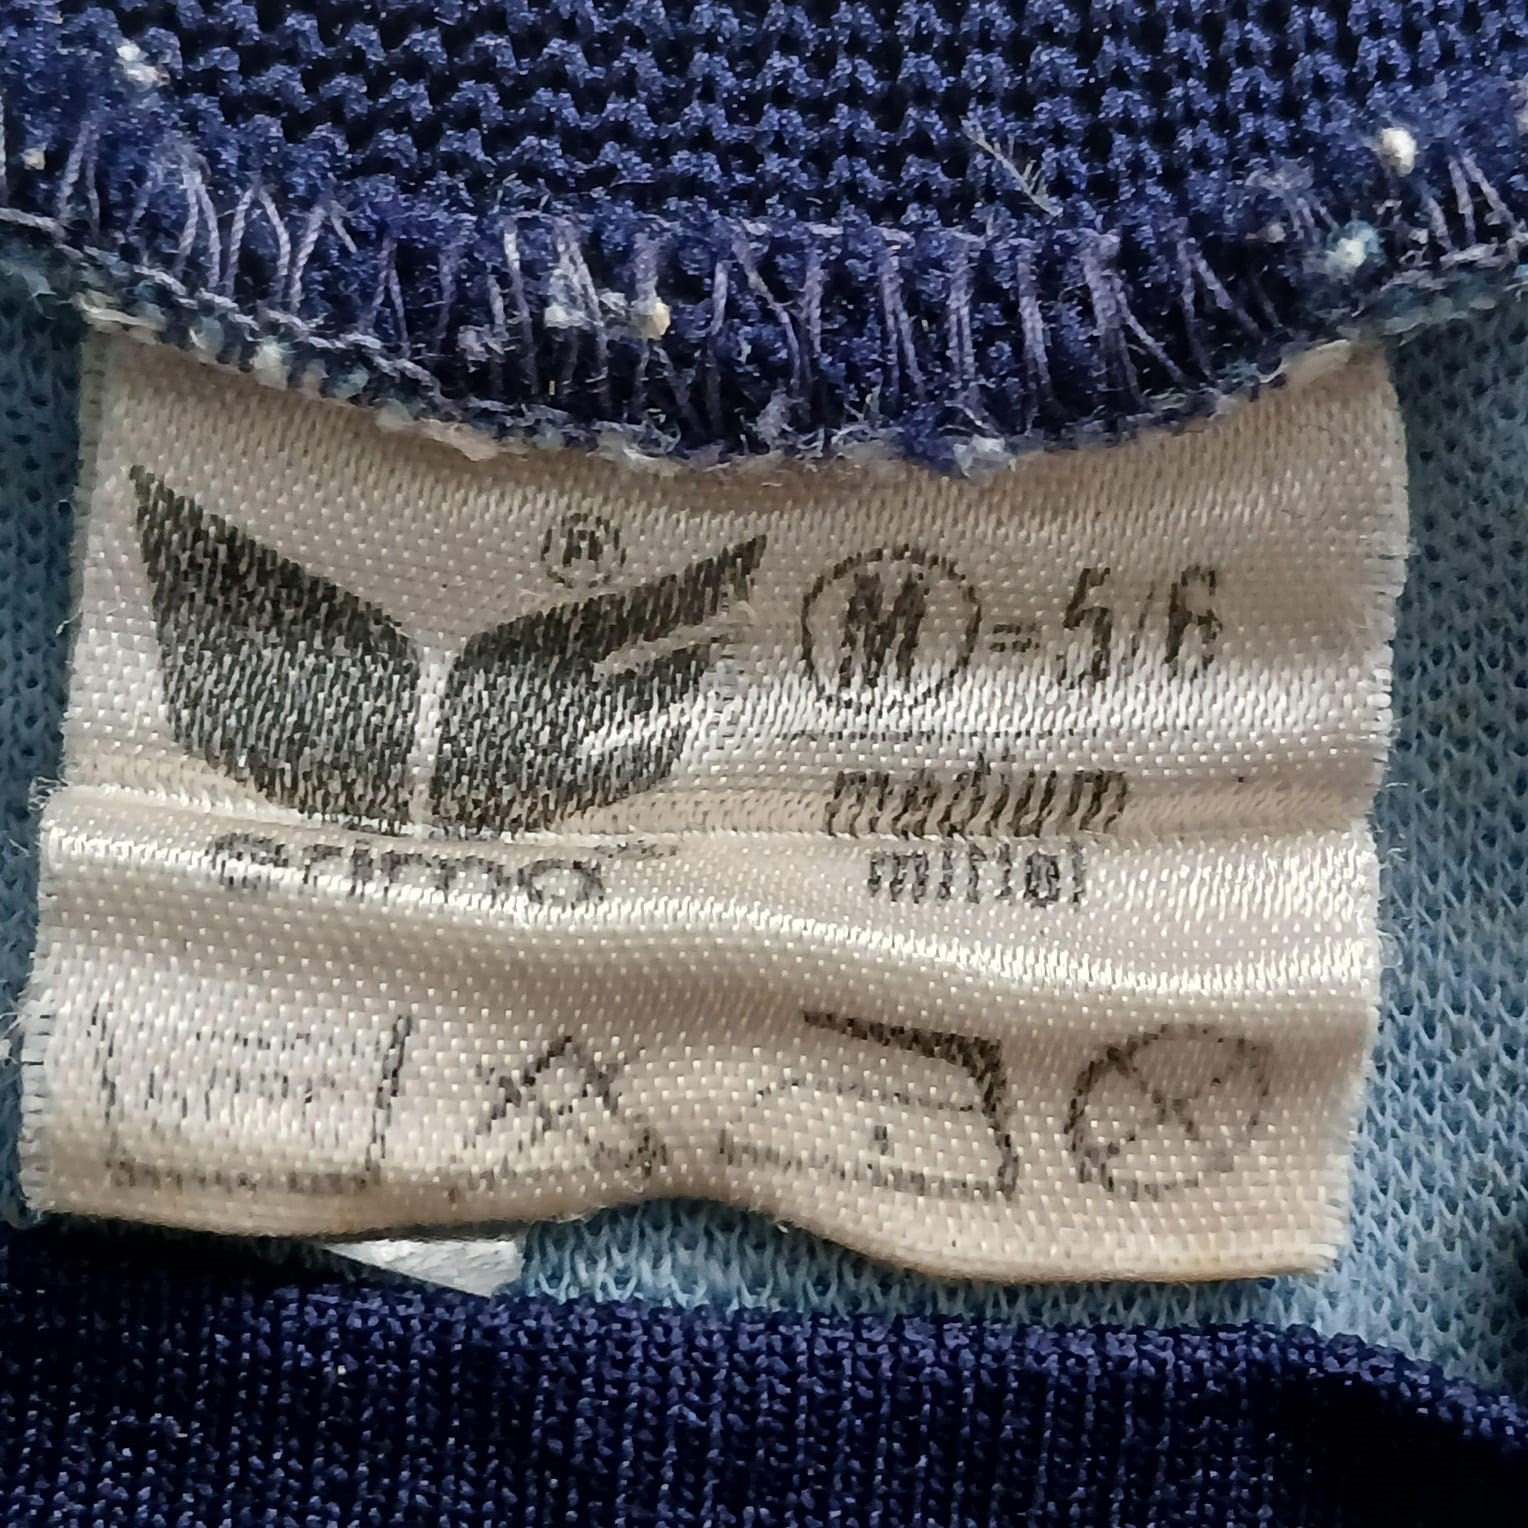 ®
M = 5/6
medium
mittel
erima